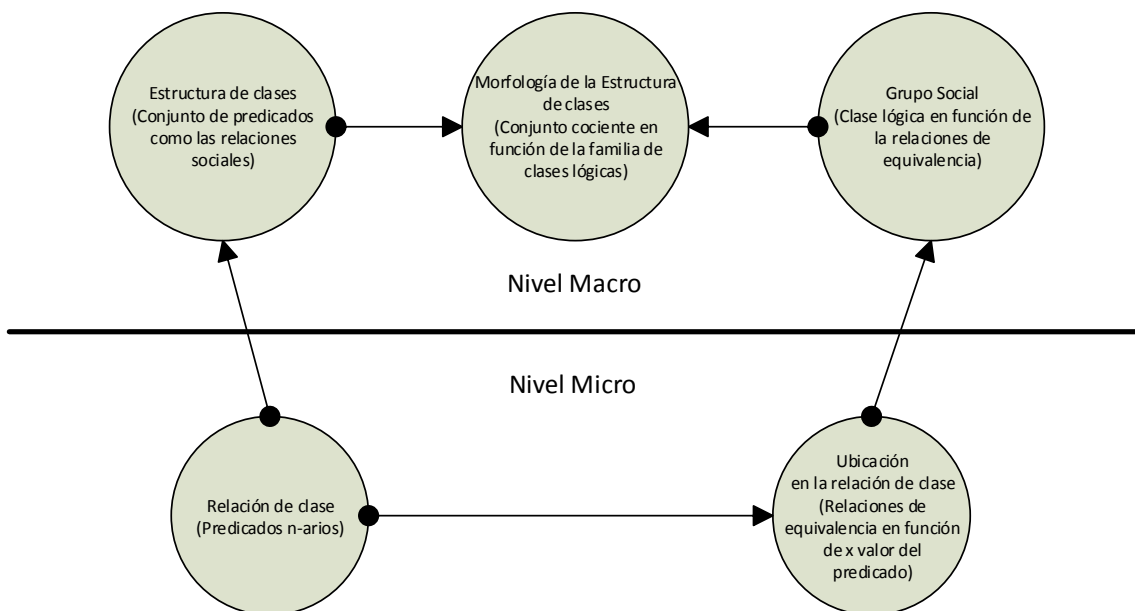 Estructura de clases
(Conjunto de predicados
como las relaciones
sociales)
Morfología de la Estructura
de clases
(Conjunto cociente en
función de la familia de
clases lógicas)
Grupo Social
(Clase lógica en función de
la relaciones de
equivalencia)
Nivel Macro
Nivel Micro
Relación de clase
(Predicados n-arios)
Ubicación
en la relación de clase
(Relaciones de
equivalencia en función
de x valor del
predicado)